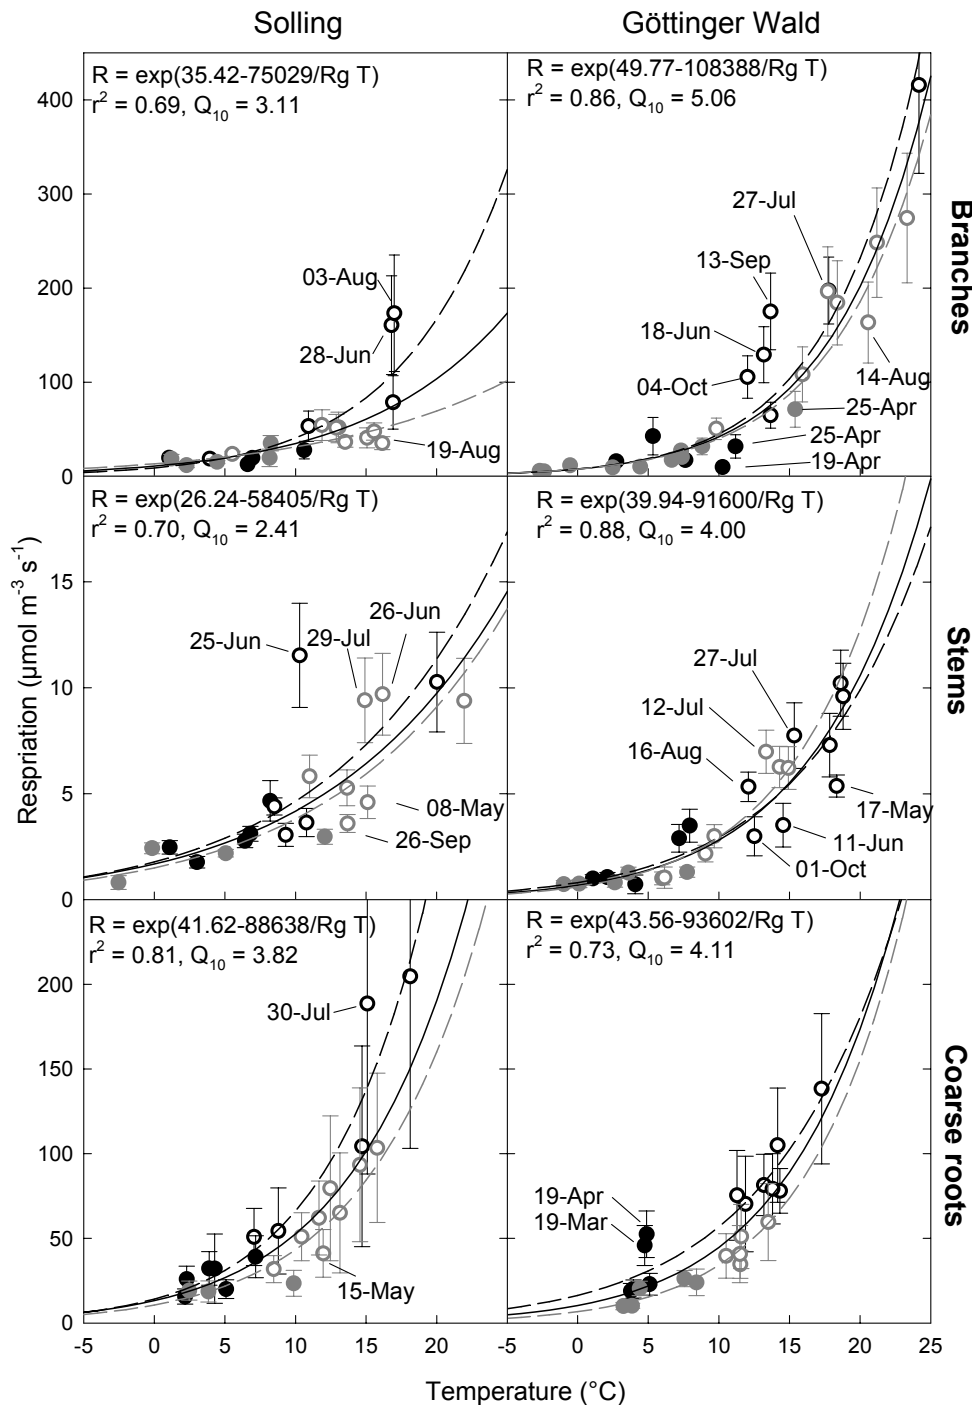 Solling
Göttinger Wald
R = exp(35.42-75029/Rg T)
r² = 0.69, Q₁₀ = 3.11
03-Aug
28-Jun
19-Aug
400
300
200
100
0
R = exp(49.77-108388/Rg T)
r² = 0.86, Q₁₀ = 5.06
27-Jul
13-Sep
18-Jun
04-Oct
14-Aug
25-Apr
25-Apr
19-Apr
Branches
R = exp(26.24-58405/Rg T)
r² = 0.70, Q₁₀ = 2.41
25-Jun
29-Jul
26-Jun
08-May
26-Sep
15
10
5
0
Respriation (µmol m⁻³ s⁻¹)
R = exp(39.94-91600/Rg T)
r² = 0.88, Q₁₀ = 4.00
27-Jul
12-Jul
16-Aug
17-May
11-Jun
01-Oct
Stems
R = exp(41.62-88638/Rg T)
r² = 0.81, Q₁₀ = 3.82
30-Jul
15-May
200
150
100
50
0
R = exp(43.56-93602/Rg T)
r² = 0.73, Q₁₀ = 4.11
19-Apr
19-Mar
Coarse roots
-5 0 5 10 15 20
0 5 10 15 20 25
Temperature (°C)